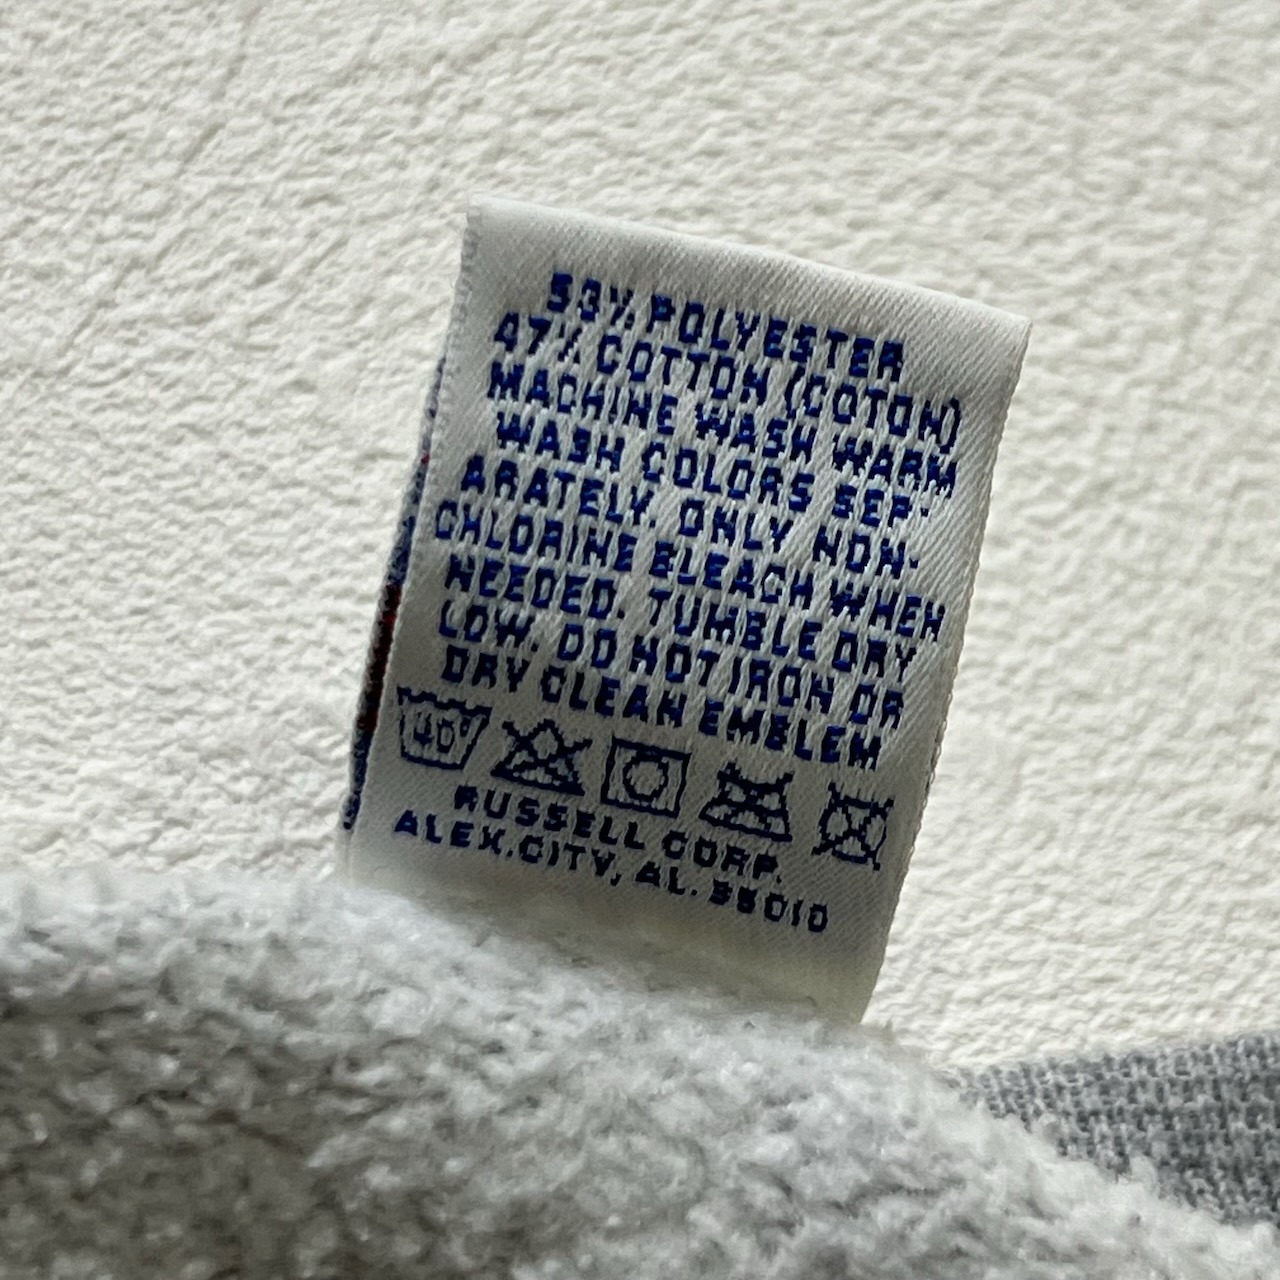 53% POLYESTER
47% COTTON (COTON)
MACHINE WASH WARM
WASH COLORS SEP-
ARATELY. ONLY NON-
CHLORINE BLEACH WHEN
NEEDED. TUMBLE DRY
LOW. DO NOT IRON OR
DRY CLEAN EMBLEM
40°
RUSSELL CORP.
ALEX.CITY, AL. 35010